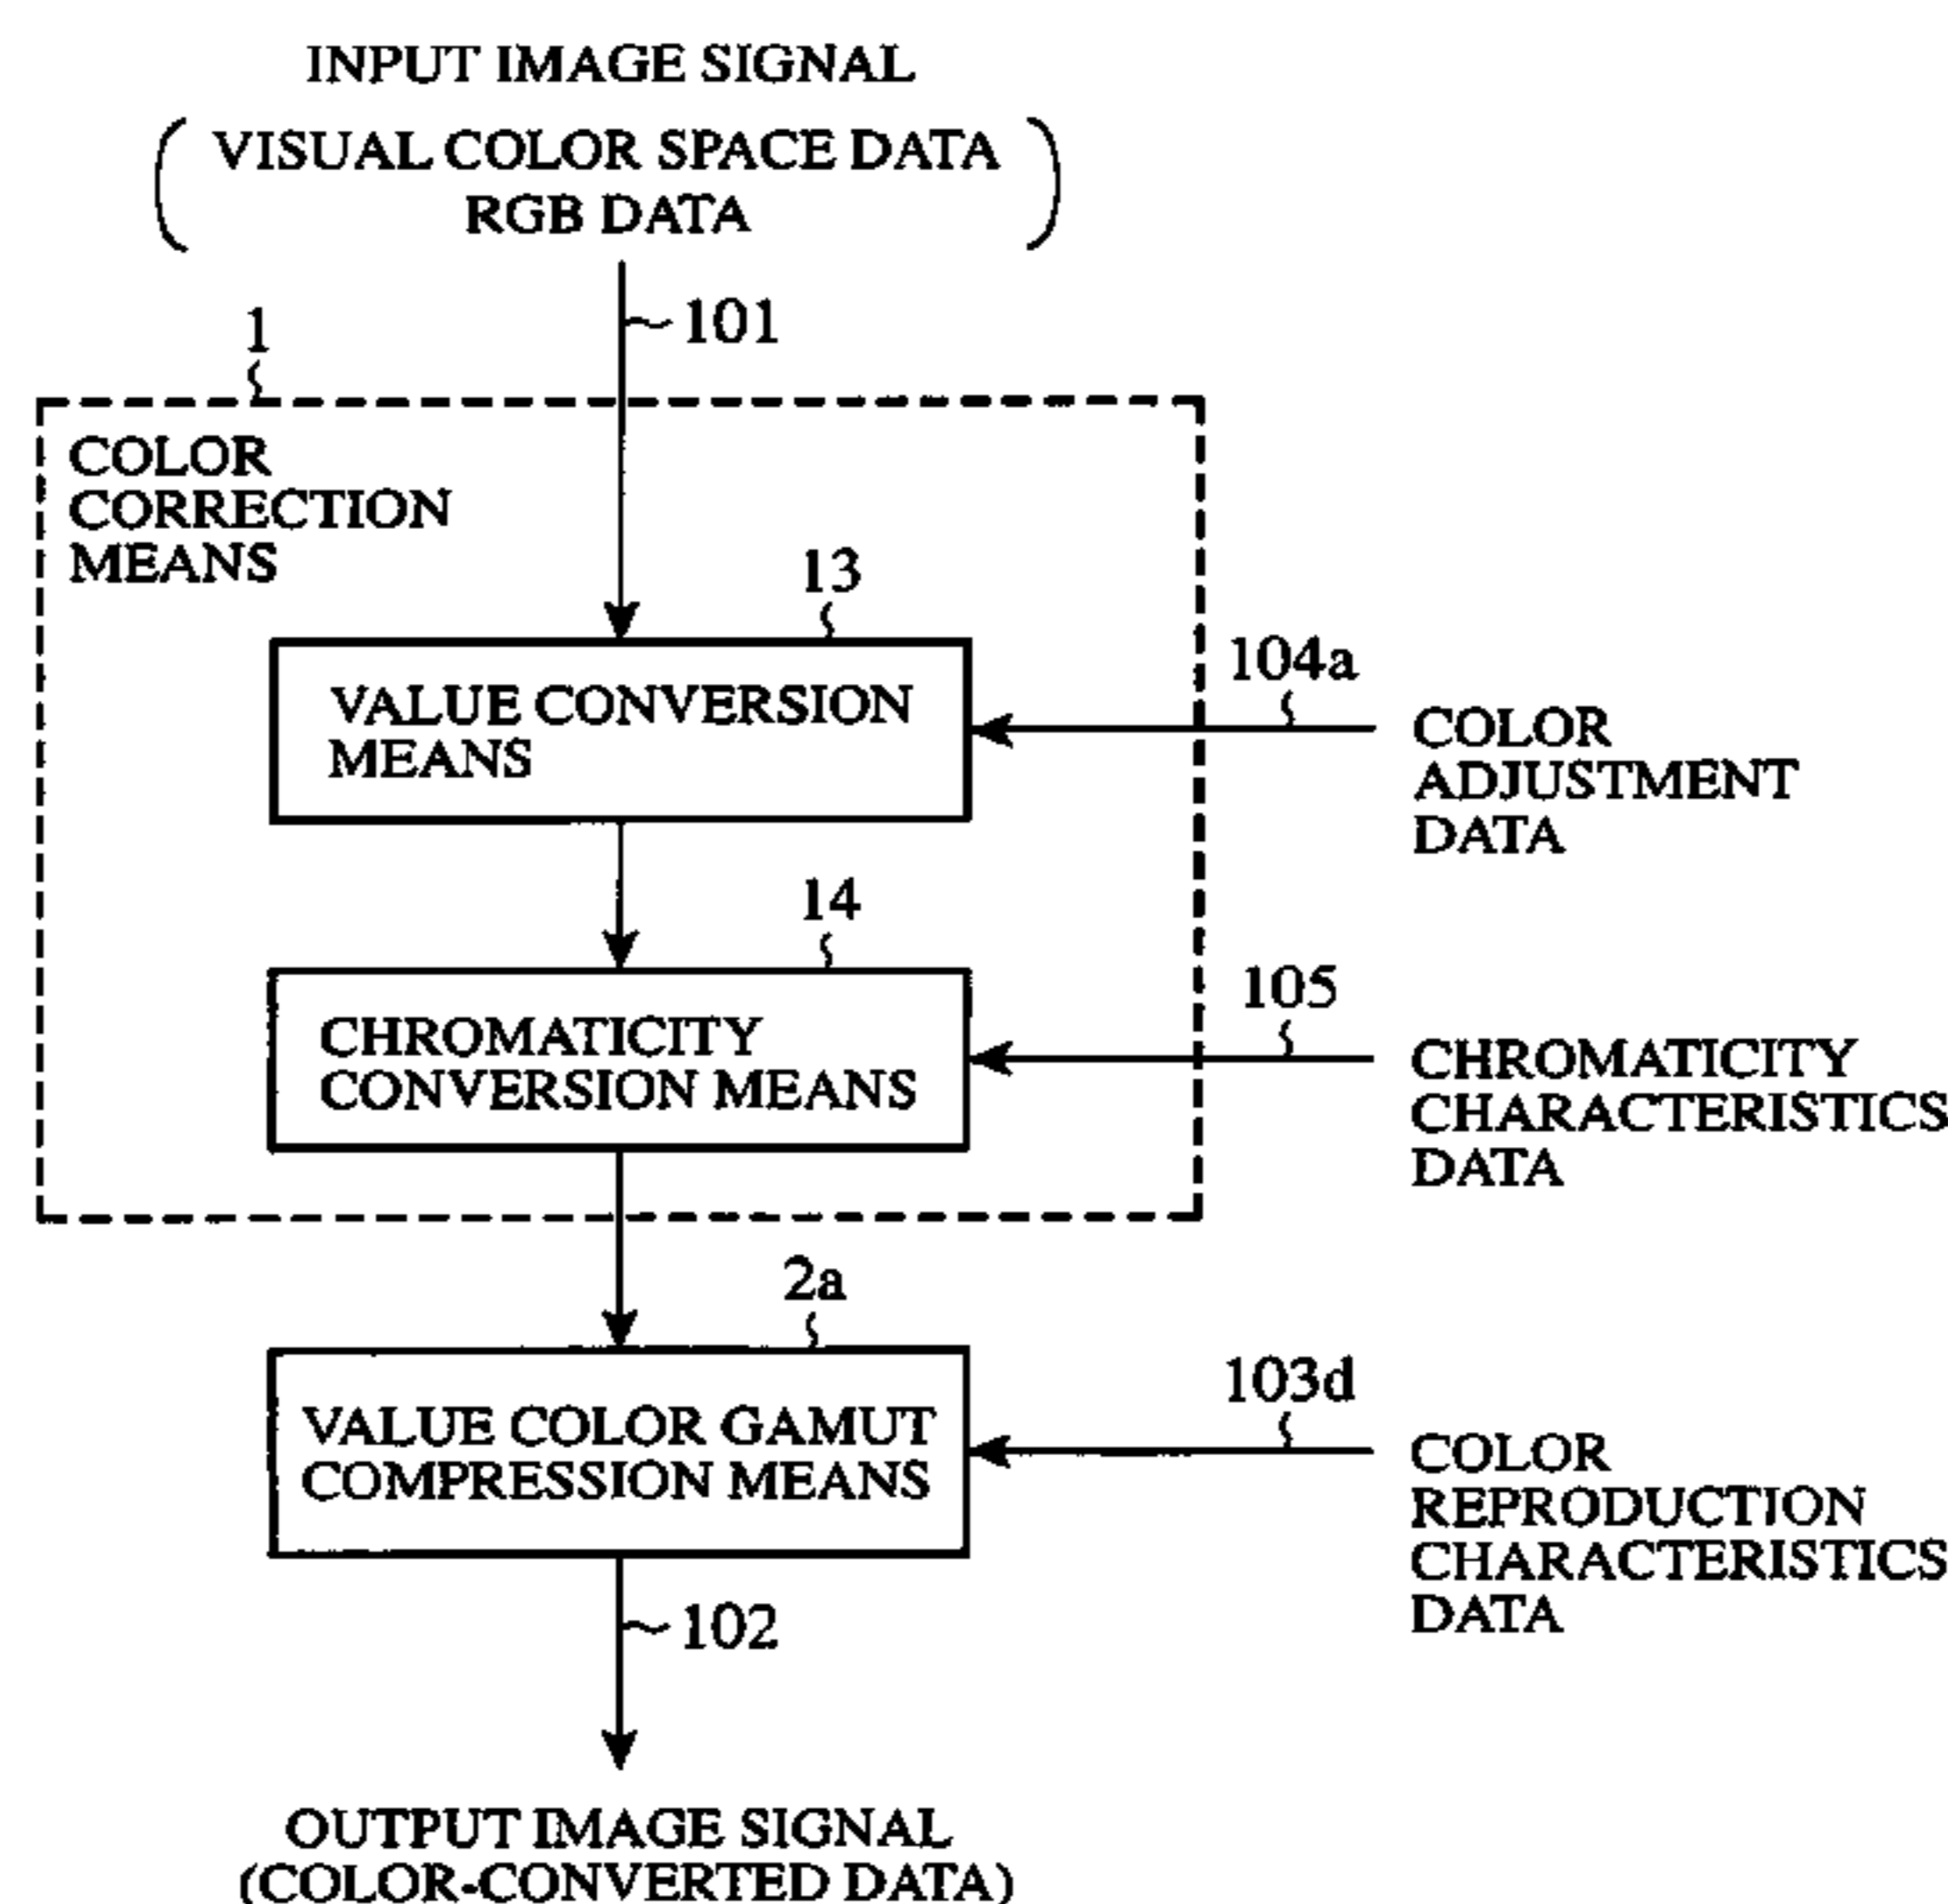 INPUT IMAGE SIGNAL
VISUAL COLOR SPACE DATA
RGB DATA
101
1
COLOR
CORRECTION
MEANS
13
VALUE CONVERSION
MEANS
104a
COLOR
ADJUSTMENT
DATA
14
CHROMATICITY
CONVERSION MEANS
105
CHROMATICITY
CHARACTERISTICS
DATA
2a
VALUE COLOR GAMUT
COMPRESSION MEANS
103d
COLOR
REPRODUCTION
CHARACTERISTICS
DATA
102
OUTPUT IMAGE SIGNAL
(COLOR-CONVERTED DATA)